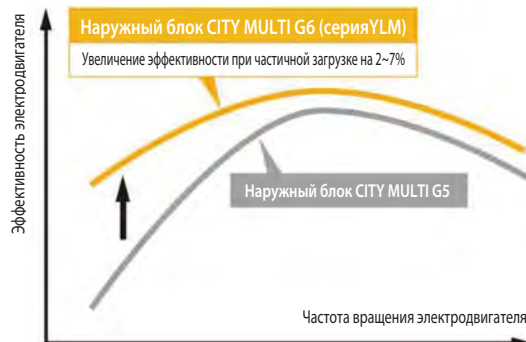 Наружный блок CITY MULTI G6 (серияYLM)
Увеличение эффективности при частичной загрузке на 2~7%
Эффективность электродвигателя
Наружный блок CITY MULTI G5
Частота вращения электродвигателя